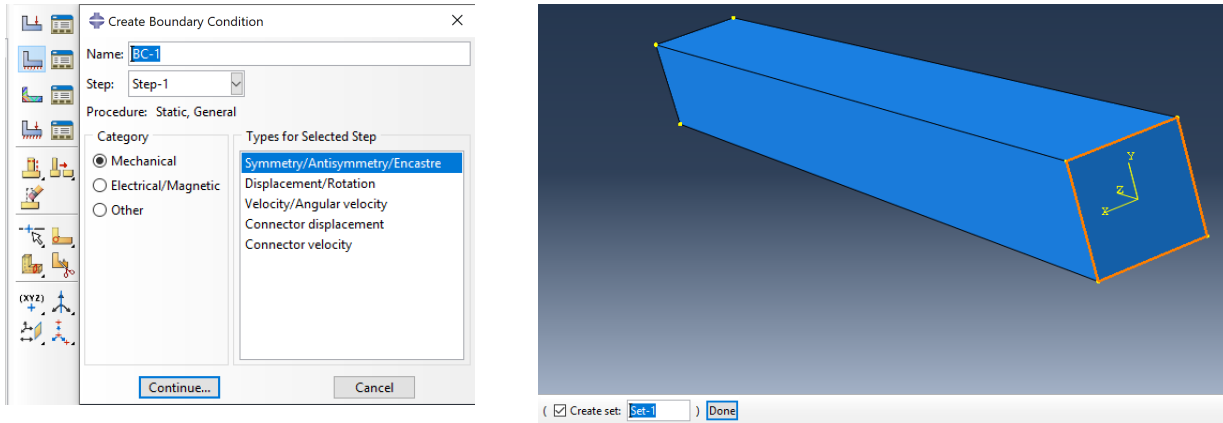 Create Boundary Condition
Name: BC-1
Step: Step-1
Procedure: Static, General
Category
Mechanical
Electrical/Magnetic
Other
Types for Selected Step
Symmetry/Antisymmetry/Encastre
Displacement/Rotation
Velocity/Angular velocity
Connector displacement
Connector velocity
Continue...
Cancel
(XYZ)
Y
Z
X
( Create set: Set-1 ) Done